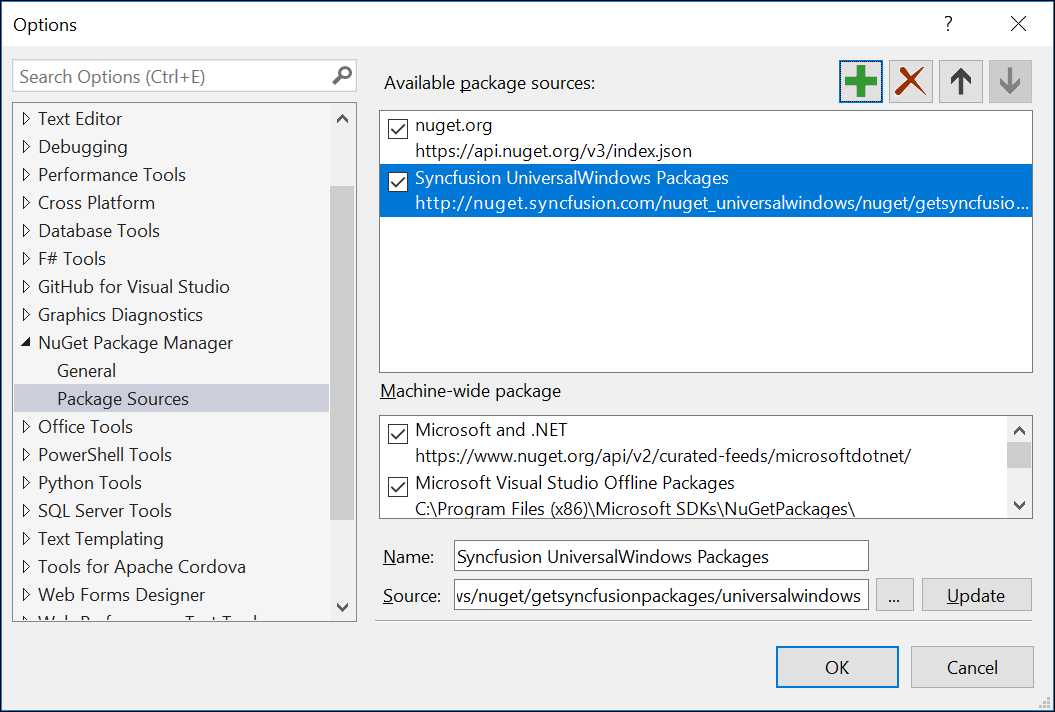 Options
?
Search Options (Ctrl+E)
Text Editor
Debugging
Performance Tools
Cross Platform
Database Tools
F# Tools
GitHub for Visual Studio
Graphics Diagnostics
NuGet Package Manager
General
Package Sources
Office Tools
PowerShell Tools
Python Tools
SQL Server Tools
Text Templating
Tools for Apache Cordova
Web Forms Designer
Available package sources:
nuget.org
https://api.nuget.org/v3/index.json
Syncfusion UniversalWindows Packages
http://nuget.syncfusion.com/nuget_universalwindows/nuget/getsyncfusio...
Machine-wide package
Microsoft and .NET
https://www.nuget.org/api/v2/curated-feeds/microsoftdotnet/
Microsoft Visual Studio Offline Packages
C:\Program Files (x86)\Microsoft SDKs\NuGetPackages\
Name: Syncfusion UniversalWindows Packages
Source: vs/nuget/getsyncfusionpackages/universalwindows ... Update
OK Cancel